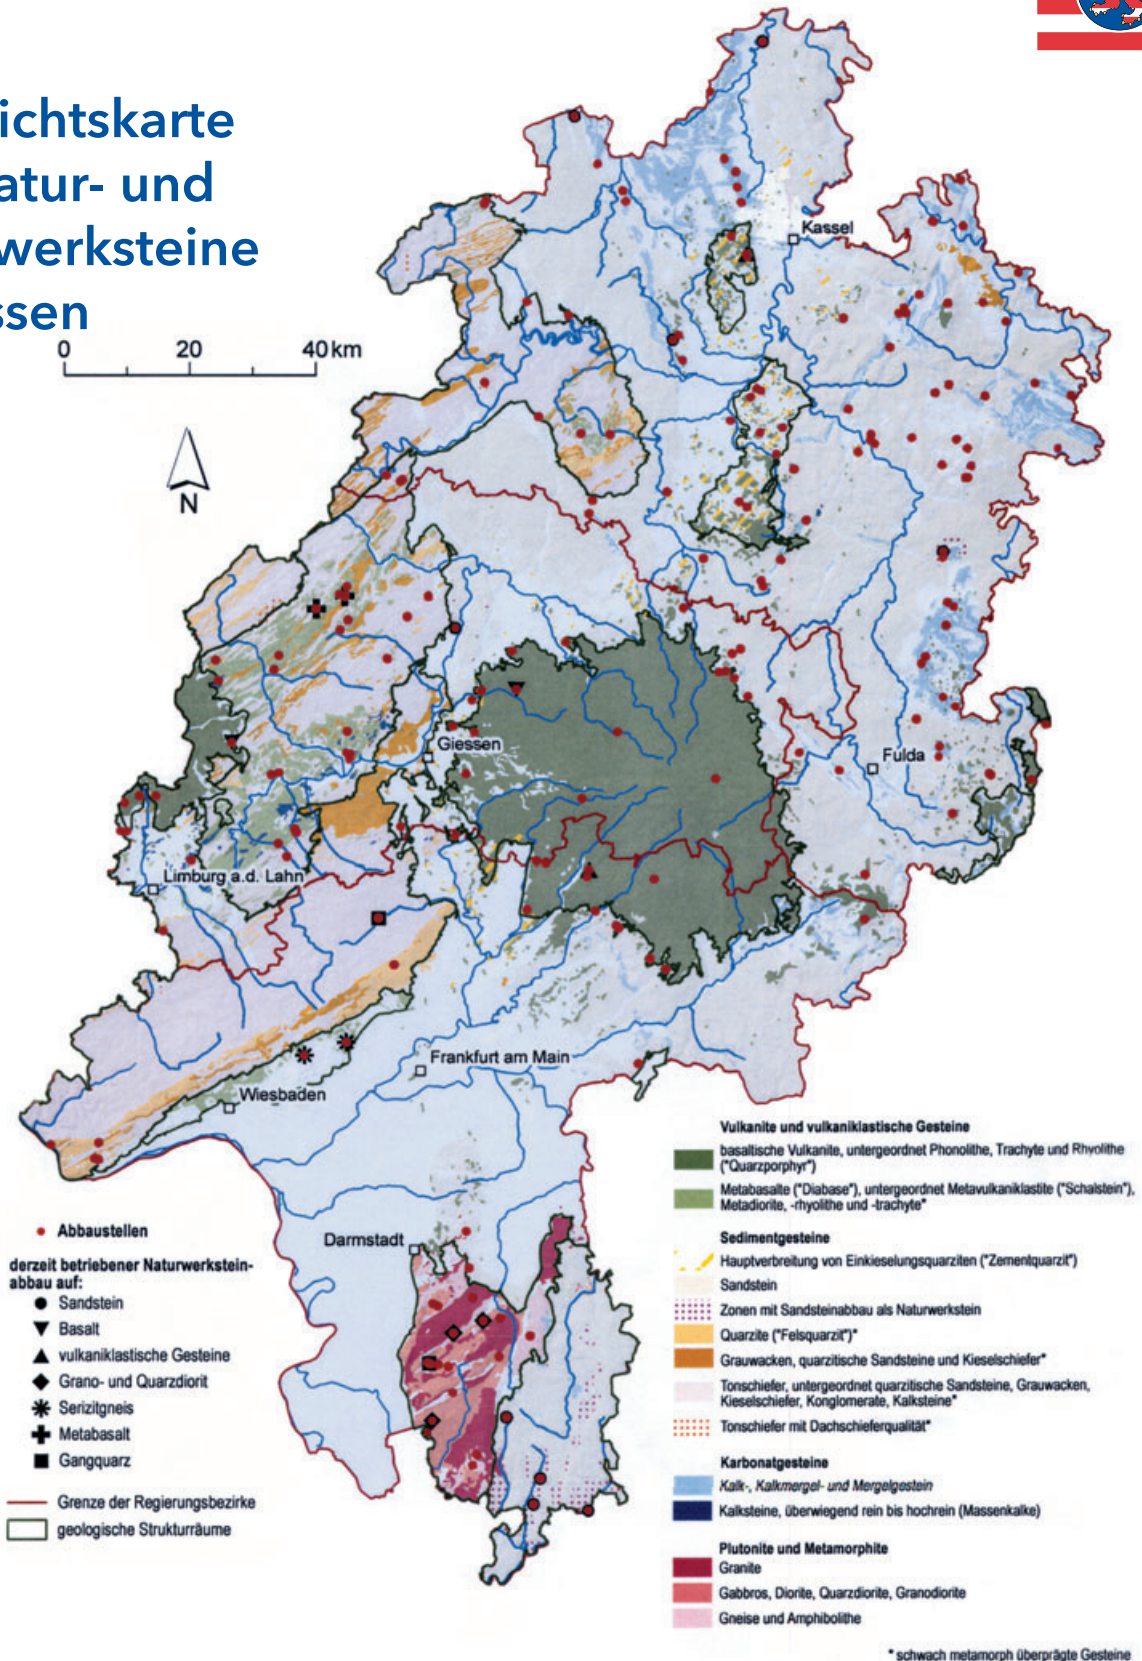 ichtskarte
atur- und
werksteine
ssen
0 20 40 km
N
Kassel
Giessen
Fulda
Limburg a.d. Lahn
Frankfurt am Main
Wiesbaden
Darmstadt
Abbaustellen
derzeit betriebener Naturwerkstein-
abbau auf:
Sandstein
Basalt
vulkaniklastische Gesteine
Grano- und Quarzdiorit
Serizitgneis
Metabasalt
Gangquarz
Grenze der Regierungsbezirke
geologische Strukturräume
Vulkanite und vulkaniklastische Gesteine
basaltische Vulkanite, untergeordnet Phonolithe, Trachyte und Rhyolithe
("Quarzporphyr")
Metabasalte ("Diabase"), untergeordnet Metavulkaniklastite ("Schalstein"),
Metadiorite, -rhyolithe und -trachyte*
Sedimentgesteine
Hauptverbreitung von Einkieselungsquarziten ("Zementquarzit")
Sandstein
Zonen mit Sandsteinabbau als Naturwerkstein
Quarzite ("Felsquarzit")*
Grauwacken, quarzitische Sandsteine und Kieselschiefer*
Tonschiefer, untergeordnet quarzitische Sandsteine, Grauwacken,
Kieselschiefer, Konglomerate, Kalksteine*
Tonschiefer mit Dachschieferqualität*
Karbonatgesteine
Kalk-, Kalkmergel- und Mergelgestein
Kalksteine, überwiegend rein bis hochrein (Massenkalke)
Plutonite und Metamorphite
Granite
Gabbros, Diorite, Quarzdiorite, Granodiorite
Gneise und Amphibolithe
* schwach metamorph überprägte Gesteine